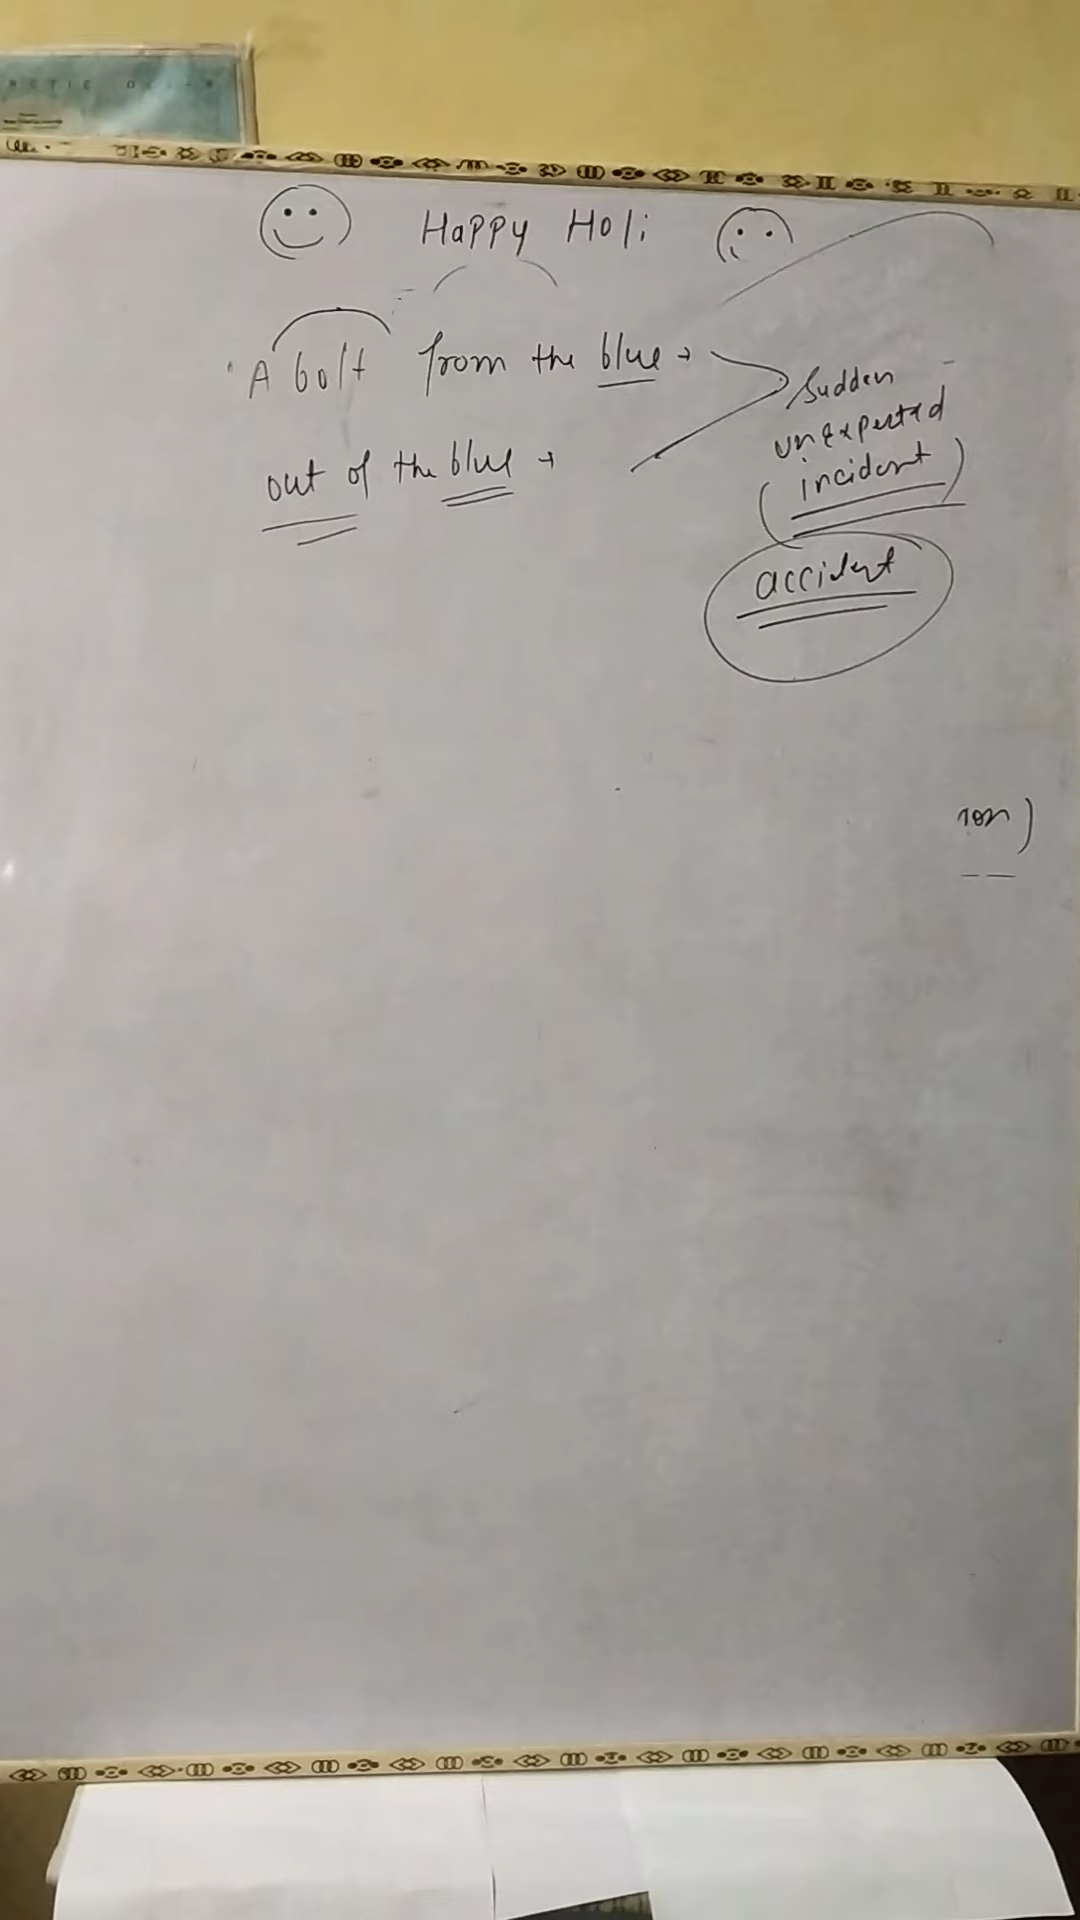 Happy Holi
A bolt from the blue →
Sudden
unexpected
incident
out of the blue →
accident